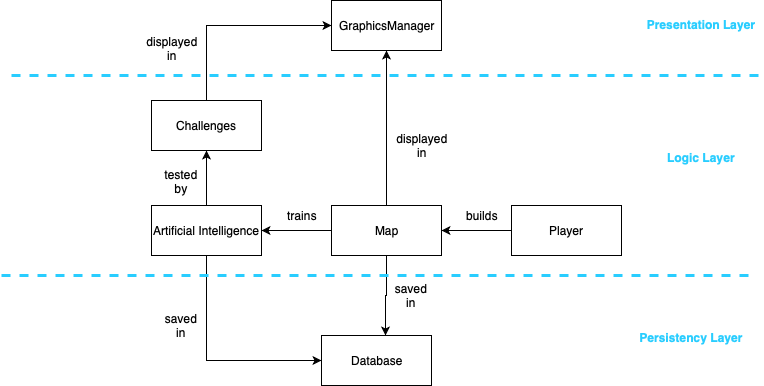 GraphicsManager
Presentation Layer
displayed
in
Challenges
displayed
in
Logic Layer
tested
by
Artificial Intelligence
trains
Map
builds
Player
saved
in
saved
in
Persistency Layer
Database